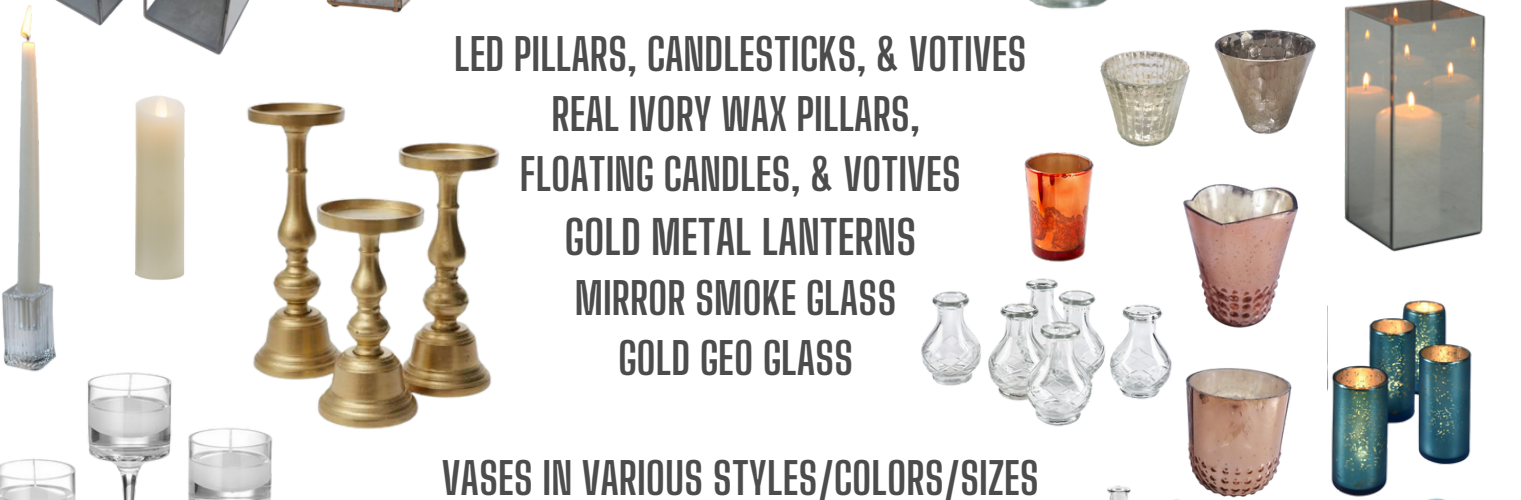 LED PILLARS, CANDLESTICKS, & VOTIVES
REAL IVORY WAX PILLARS,
FLOATING CANDLES, & VOTIVES
GOLD METAL LANTERNS
MIRROR SMOKE GLASS
GOLD GEO GLASS
VASES IN VARIOUS STYLES/COLORS/SIZES